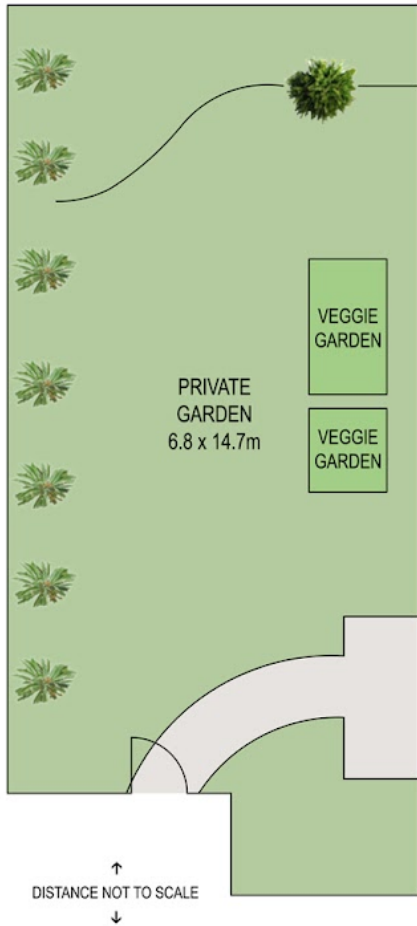 VEGGIE
GARDEN
PRIVATE
GARDEN
6.8 x 14.7m
VEGGIE
GARDEN
DISTANCE NOT TO SCALE